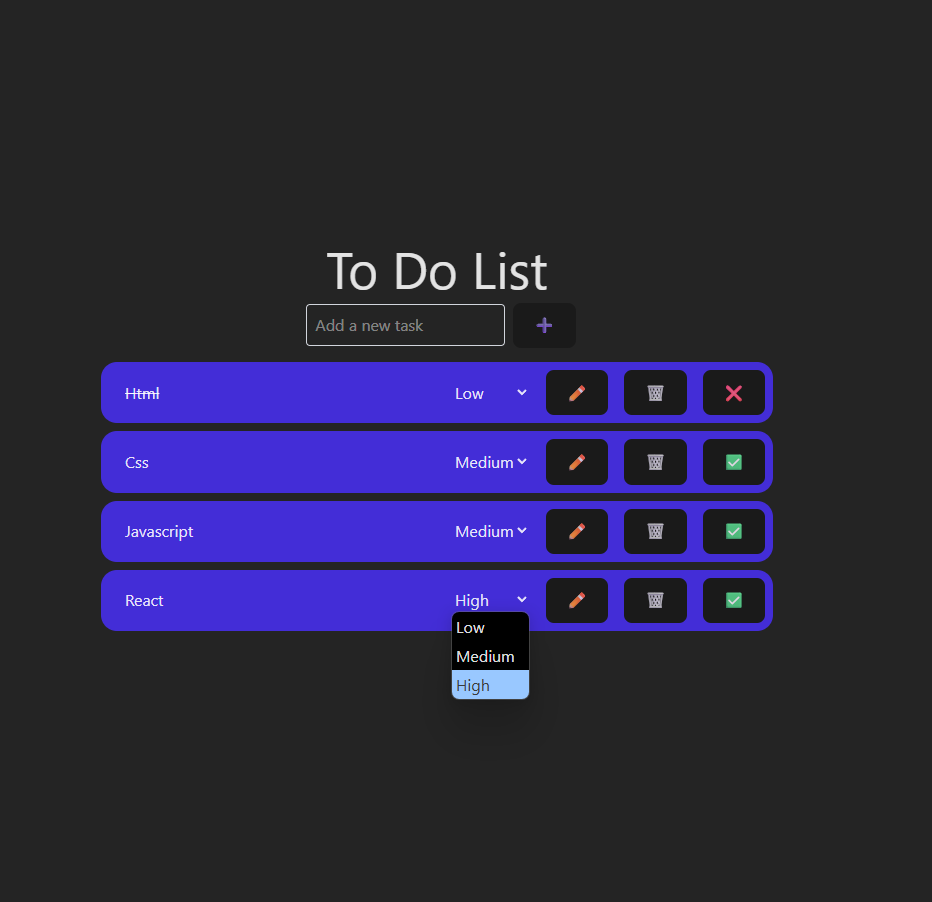 To Do List
Add a new task
Html Low
Css Medium
Javascript Medium
React High
Low
Medium
High